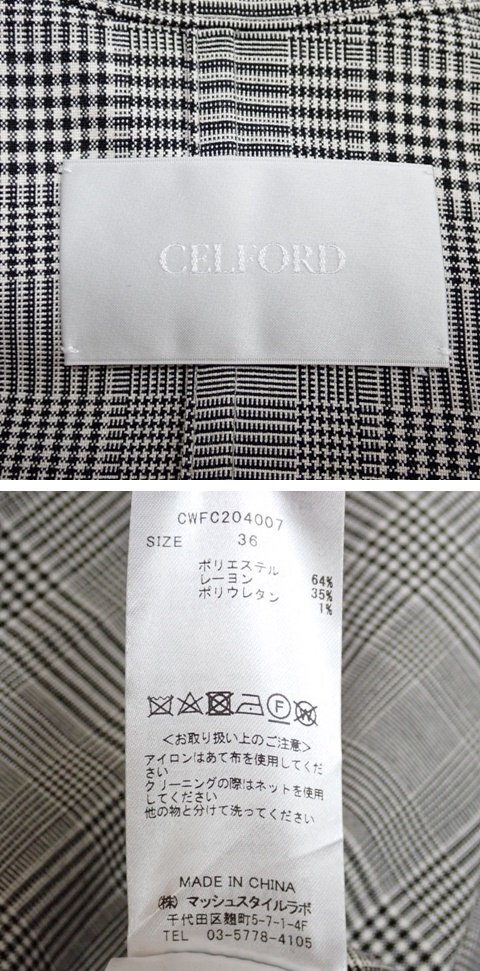 CELFORD
CWFC204007
SIZE 36
ポリエステル 64%
レーヨン 35%
ポリウレタン 1%
F
W
<お取り扱い上のご注意>
アイロンはあて布を使用してくだ
さい
クリーニングの際はネットを使用
してください
他の物と分けて洗ってください
MADE IN CHINA
(株) マッシュスタイルラボ
千代田区麹町5-7-1-4F
TEL 03-5778-4105